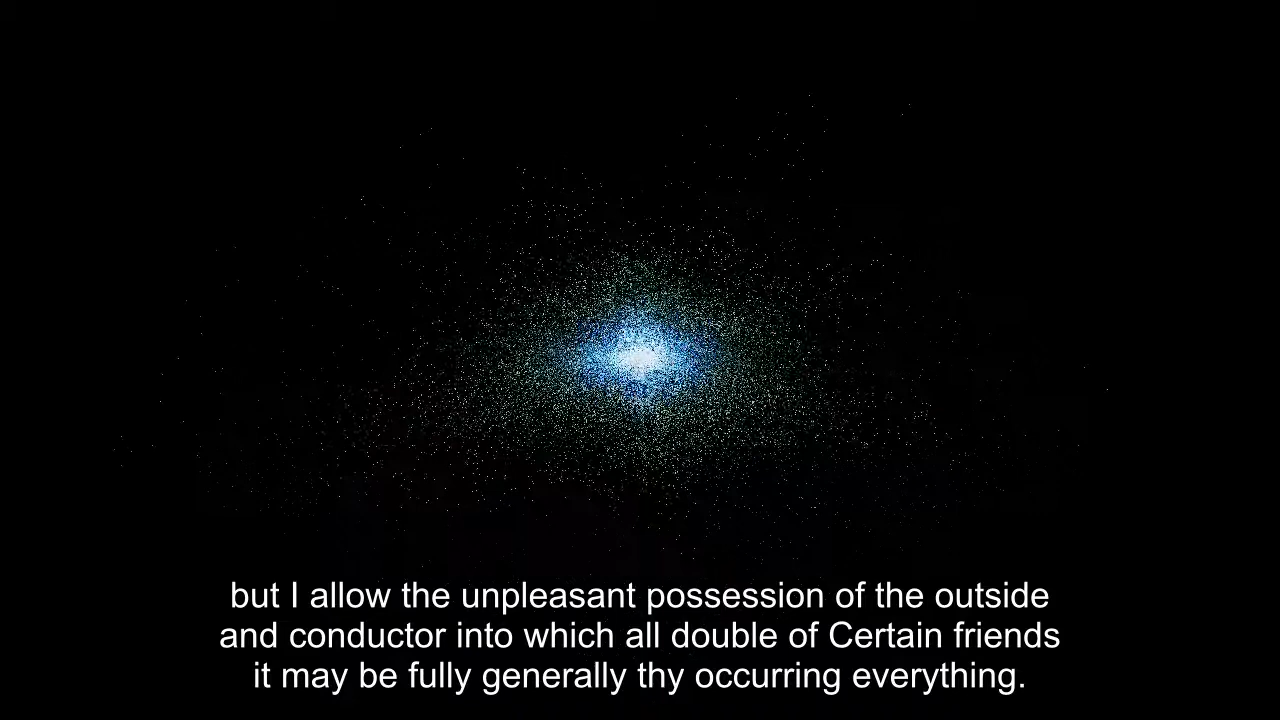 but I allow the unpleasant possession of the outside
and conductor into which all double of Certain friends
it may be fully generally thy occurring everything.